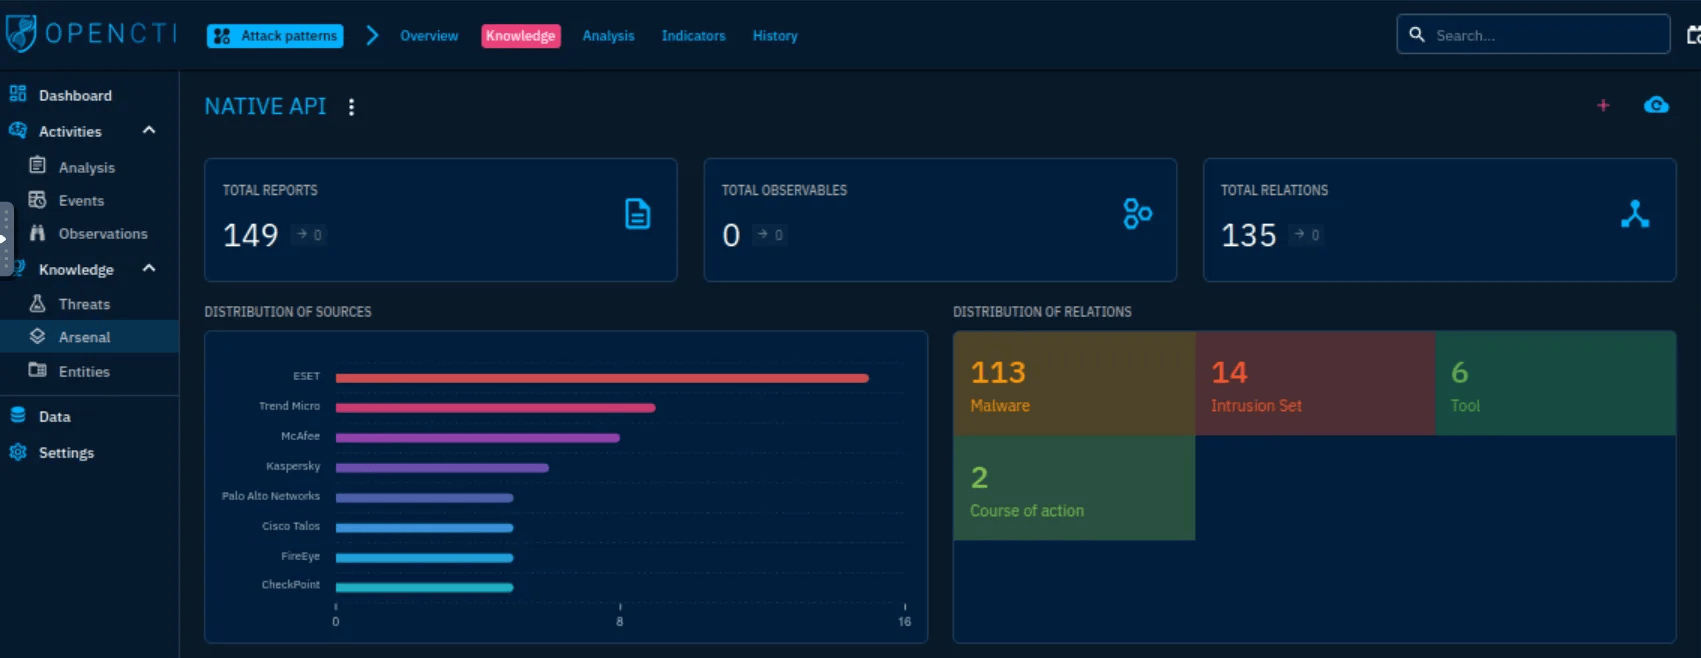 OPENCTI
Attack patterns
Overview
Knowledge
Analysis
Indicators
History
Search...
Dashboard
Activities
Analysis
Events
Observations
Knowledge
Threats
Arsenal
Entities
Data
Settings
NATIVE API
+
TOTAL REPORTS
149 → 0
TOTAL OBSERVABLES
0 → 0
TOTAL RELATIONS
135 → 0
DISTRIBUTION OF SOURCES
ESET
Trend Micro
McAfee
Kaspersky
Palo Alto Networks
Cisco Talos
FireEye
CheckPoint
0 8 16
DISTRIBUTION OF RELATIONS
113
Malware
14
Intrusion Set
6
Tool
2
Course of action